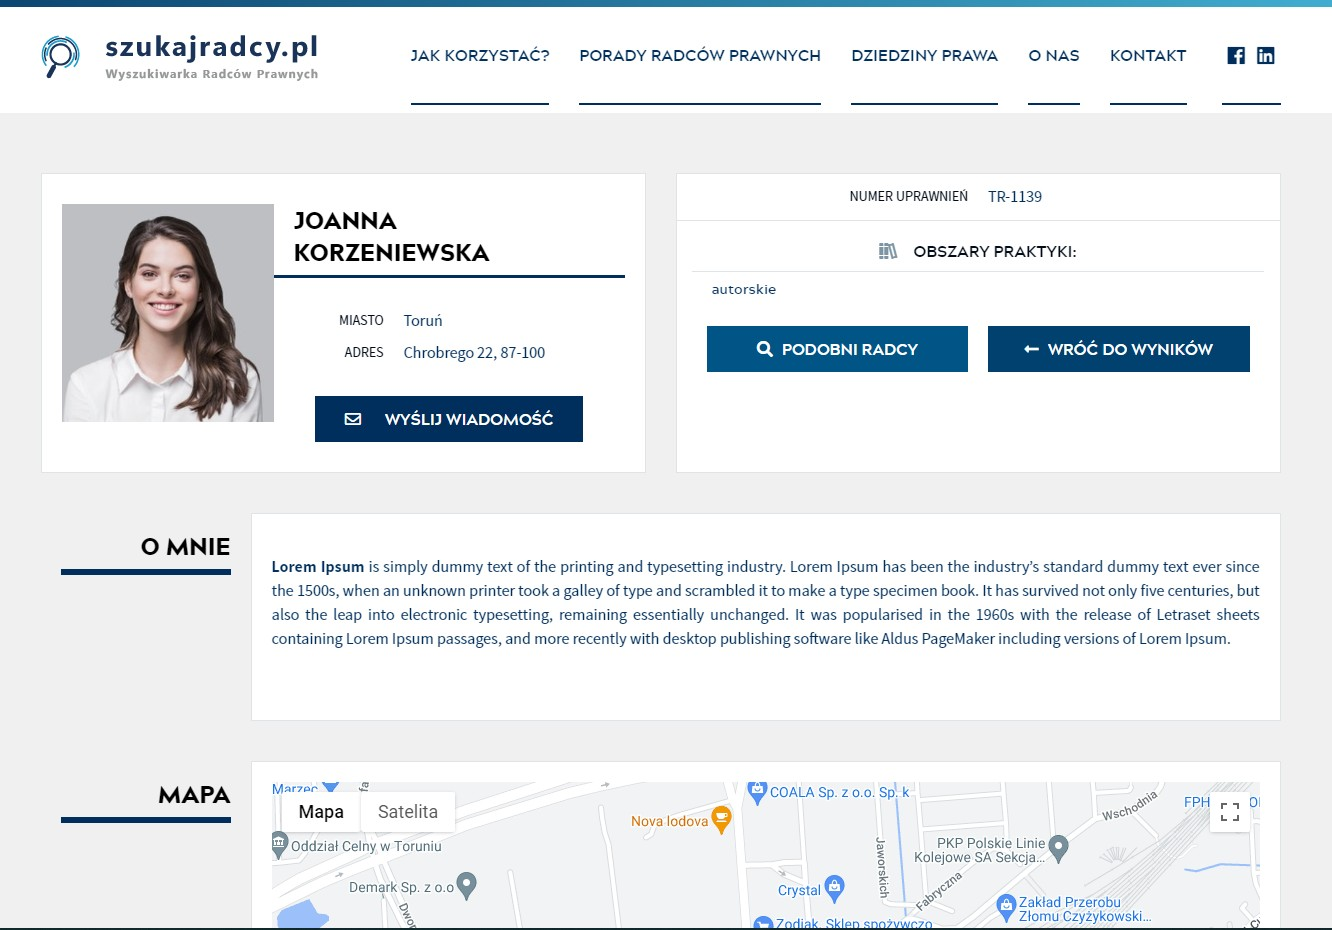 szukajradcy.pl
Wyszukiwarka Radców Prawnych
JAK KORZYSTAĆ?
PORADY RADCÓW PRAWNYCH
DZIEDZINY PRAWA
O NAS
KONTAKT
JOANNA
KORZENIEWSKA
MIASTO Toruń
ADRES Chrobrego 22, 87-100
WYŚLIJ WIADOMOŚĆ
NUMER UPRAWNIEŃ TR-1139
OBSZARY PRAKTYKI:
autorskie
PODOBNI RADCY
WRÓĆ DO WYNIKÓW
O MNIE
Lorem Ipsum is simply dummy text of the printing and typesetting industry. Lorem Ipsum has been the industry’s standard dummy text ever since
the 1500s, when an unknown printer took a galley of type and scrambled it to make a type specimen book. It has survived not only five centuries, but
also the leap into electronic typesetting, remaining essentially unchanged. It was popularised in the 1960s with the release of Letraset sheets
containing Lorem Ipsum passages, and more recently with desktop publishing software like Aldus PageMaker including versions of Lorem Ipsum.
MAPA
Marzec
Mapa
Satelita
COALA Sp. z o.o. Sp. k
Wschodnia
FPH
Nova lodova
Oddział Celny w Toruniu
PKP Polskie Linie
Kolejowe SA Sekcja...
Jaworskich
Demark Sp. z o.o
Crystal
Fabryczna
Zakład Przerobu
Złomu Czyżykowski...
Zodiak. Sklep spożywczo